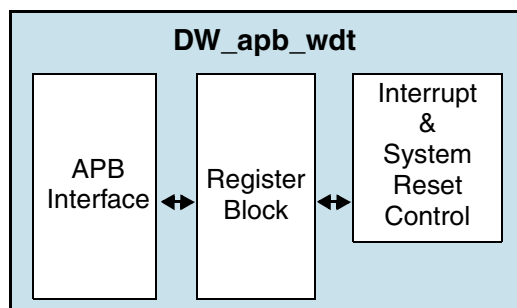 DW_apb_wdt
APB
Interface
Register
Block
Interrupt
&
System
Reset
Control